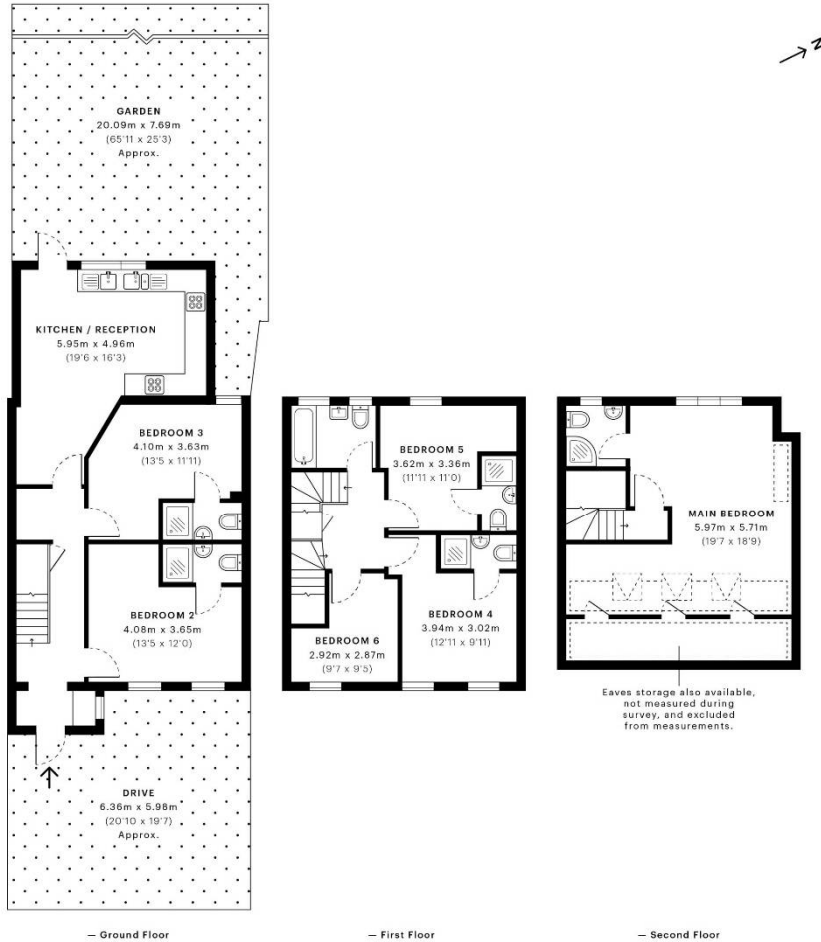 N
GARDEN
20.09m x 7.69m
(65'11 x 25'3)
Approx.
KITCHEN / RECEPTION
5.95m x 4.96m
(19'6 x 16'3)
BEDROOM 3
4.10m x 3.63m
(13'5 x 11'11)
BEDROOM 2
4.08m x 3.65m
(13'5 x 12'0)
DRIVE
6.36m x 5.98m
(20'10 x 19'7)
Approx.
— Ground Floor
BEDROOM 5
3.62m x 3.36m
(11'11 x 11'0)
BEDROOM 4
3.94m x 3.02m
(12'11 x 9'11)
BEDROOM 6
2.92m x 2.87m
(9'7 x 9'5)
— First Floor
MAIN BEDROOM
5.97m x 5.71m
(19'7 x 18'9)
Eaves storage also available,
not measured during
survey, and excluded
from measurements.
— Second Floor